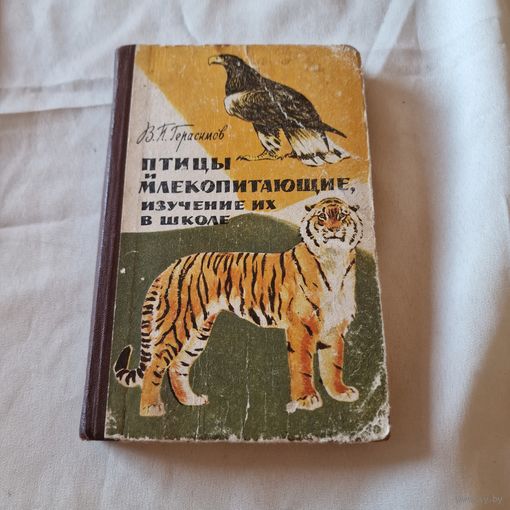 В. П. Герасимов
ПТИЦЫ
И
МЛЕКОПИТАЮЩИЕ,
ИЗУЧЕНИЕ ИХ
В ШКОЛЕ